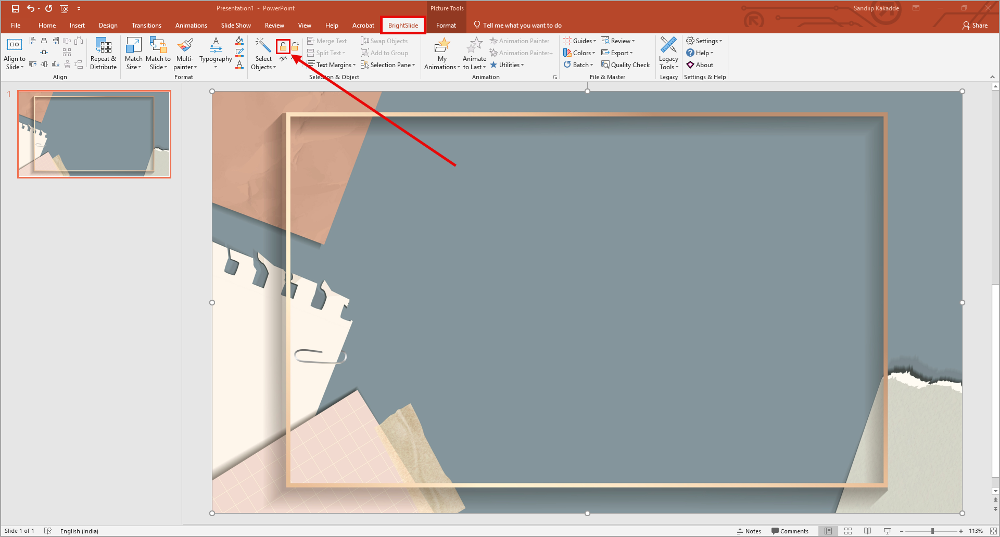 Presentation1 - PowerPoint
Picture Tools
Sandiip Kakadde
File Home Insert Design Transitions Animations Slide Show Review View Help Acrobat BrightSlide Format Tell me what you want to do Share
Align to Slide
Repeat & Distribute
Match Size
Match to Slide
Multi-painter
Typography
Select Objects
Merge Text
Split Text
Text Margins
Swap Objects
Add to Group
Selection Pane
My Animations
Animate to Last
Animation Painter
Animation Painter+
Utilities
Guides
Colors
Batch
Review
Export
Quality Check
Legacy Tools
Settings
Help
About
Align Format Selection & Object Animation File & Master Legacy Settings & Help
1
Slide 1 of 1 English (India) Notes Comments 113%